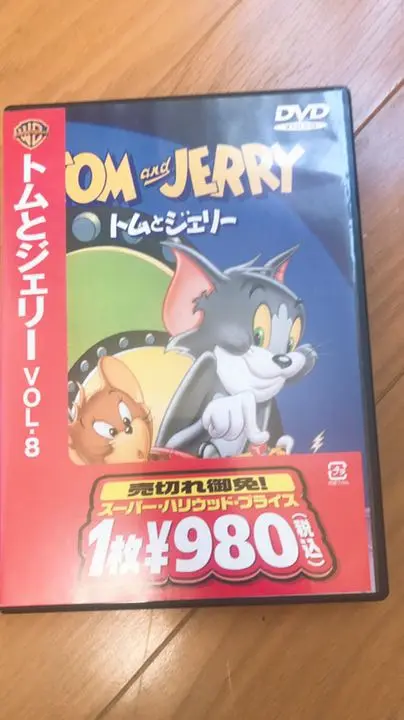 DVD
TOM and JERRY
トムとジェリー
トムとジェリー VOL.8
売切れ御免!
スーパー・ハリウッド・プライス
1枚¥980(税込)